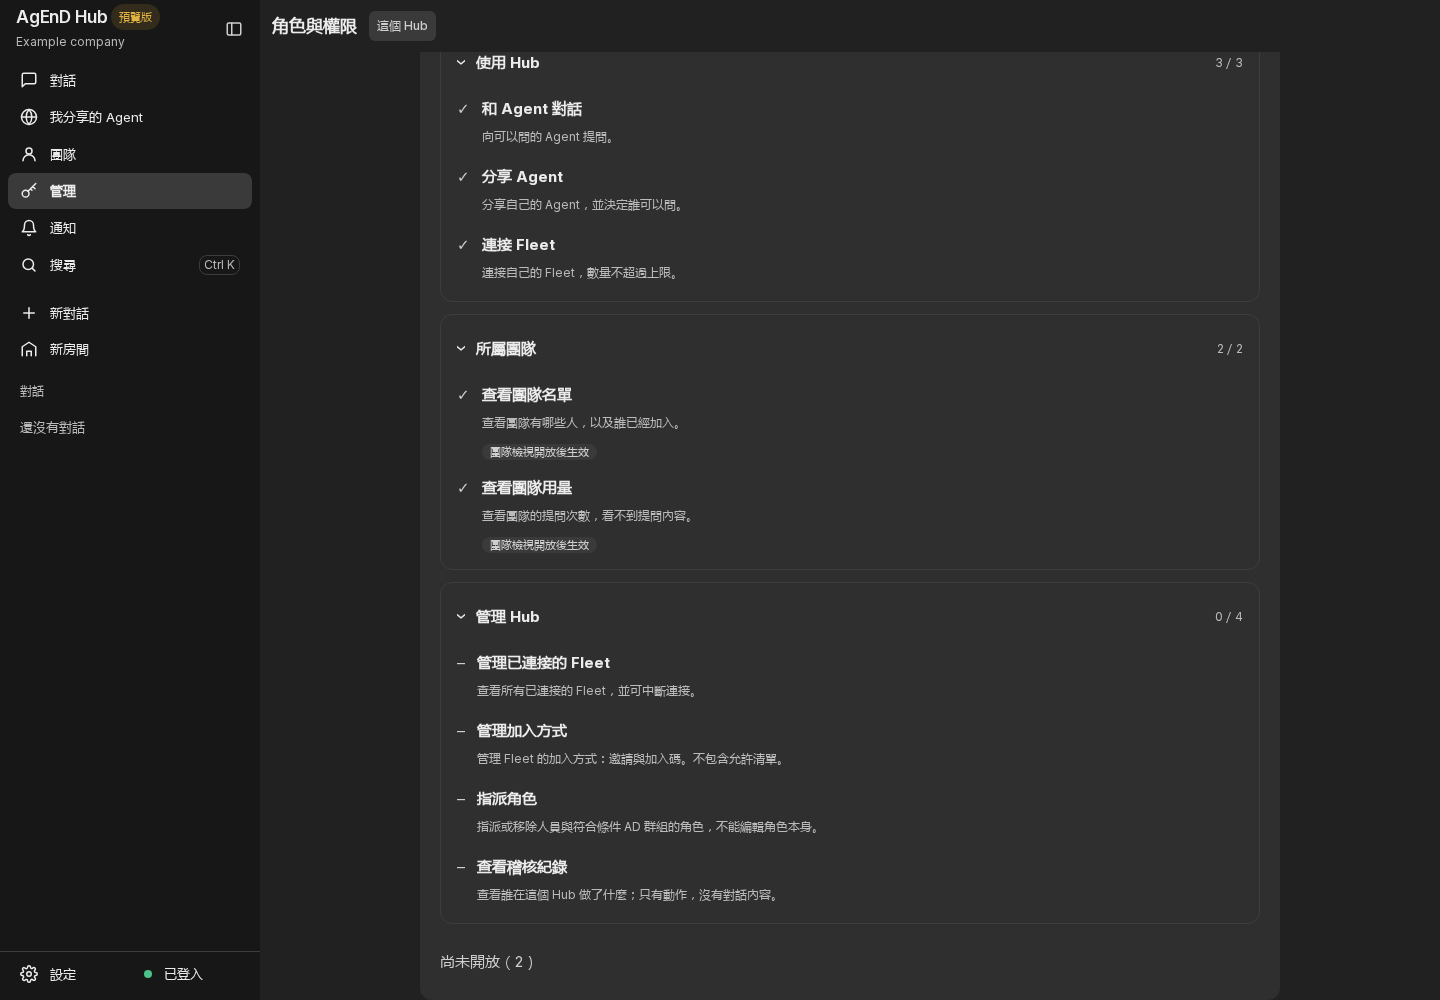 AgEnD Hub 預覽版
Example company
對話
我分享的 Agent
團隊
管理
通知
搜尋 Ctrl K
新對話
新房間
對話
還沒有對話
設定 已登入
角色與權限 這個 Hub
使用 Hub 3 / 3
✓ 和 Agent 對話
向可以問的 Agent 提問。
✓ 分享 Agent
分享自己的 Agent，並決定誰可以問。
✓ 連接 Fleet
連接自己的 Fleet，數量不超過上限。
所屬團隊 2 / 2
✓ 查看團隊名單
查看團隊有哪些人，以及誰已經加入。
團隊檢視開放後生效
✓ 查看團隊用量
查看團隊的提問次數，看不到提問內容。
團隊檢視開放後生效
管理 Hub 0 / 4
– 管理已連接的 Fleet
查看所有已連接的 Fleet，並可中斷連接。
– 管理加入方式
管理 Fleet 的加入方式：邀請與加入碼。不包含允許清單。
– 指派角色
指派或移除人員與符合條件 AD 群組的角色，不能編輯角色本身。
– 查看稽核紀錄
查看誰在這個 Hub 做了什麼；只有動作，沒有對話內容。
尚未開放（2）